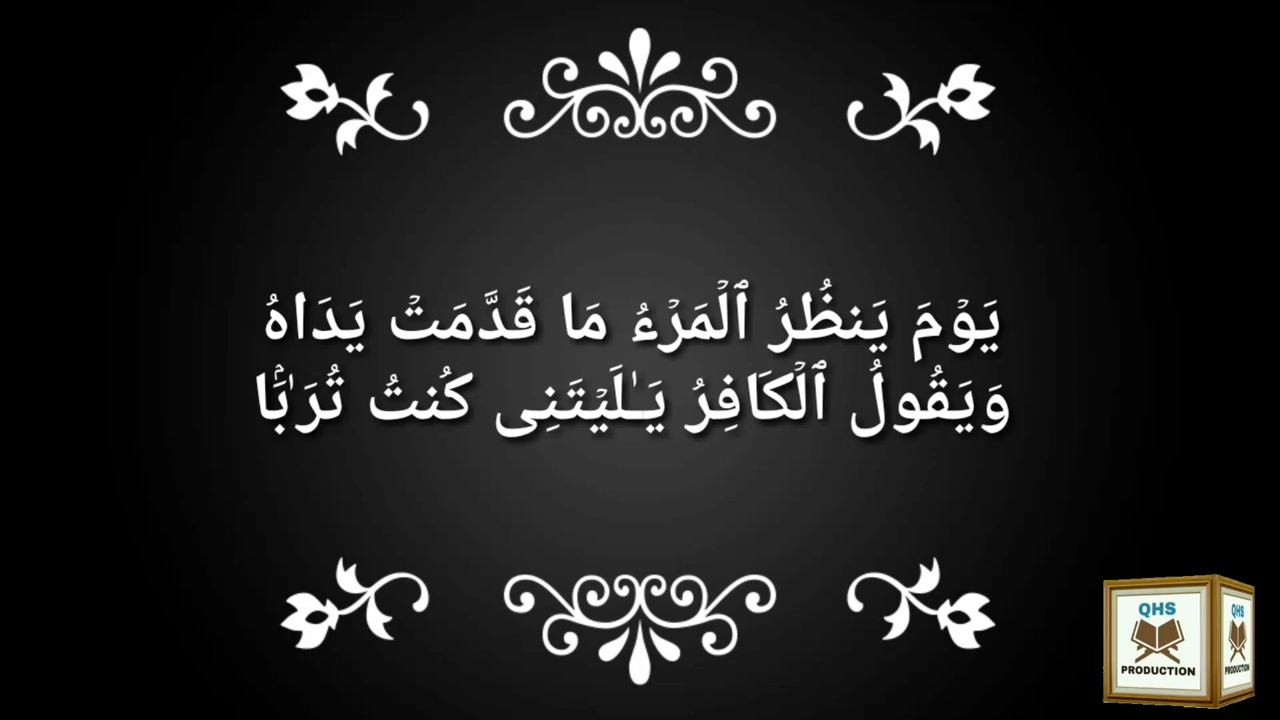 يَوْمَ يَنظُرُ ٱلْمَرْءُ مَا قَدَّمَتْ يَدَاهُ
وَيَقُولُ ٱلْكَافِرُ يَـٰلَيْتَنِى كُنتُ تُرَٰبَۢا
QHS
PRODUCTION
QHS
PRODUCTION